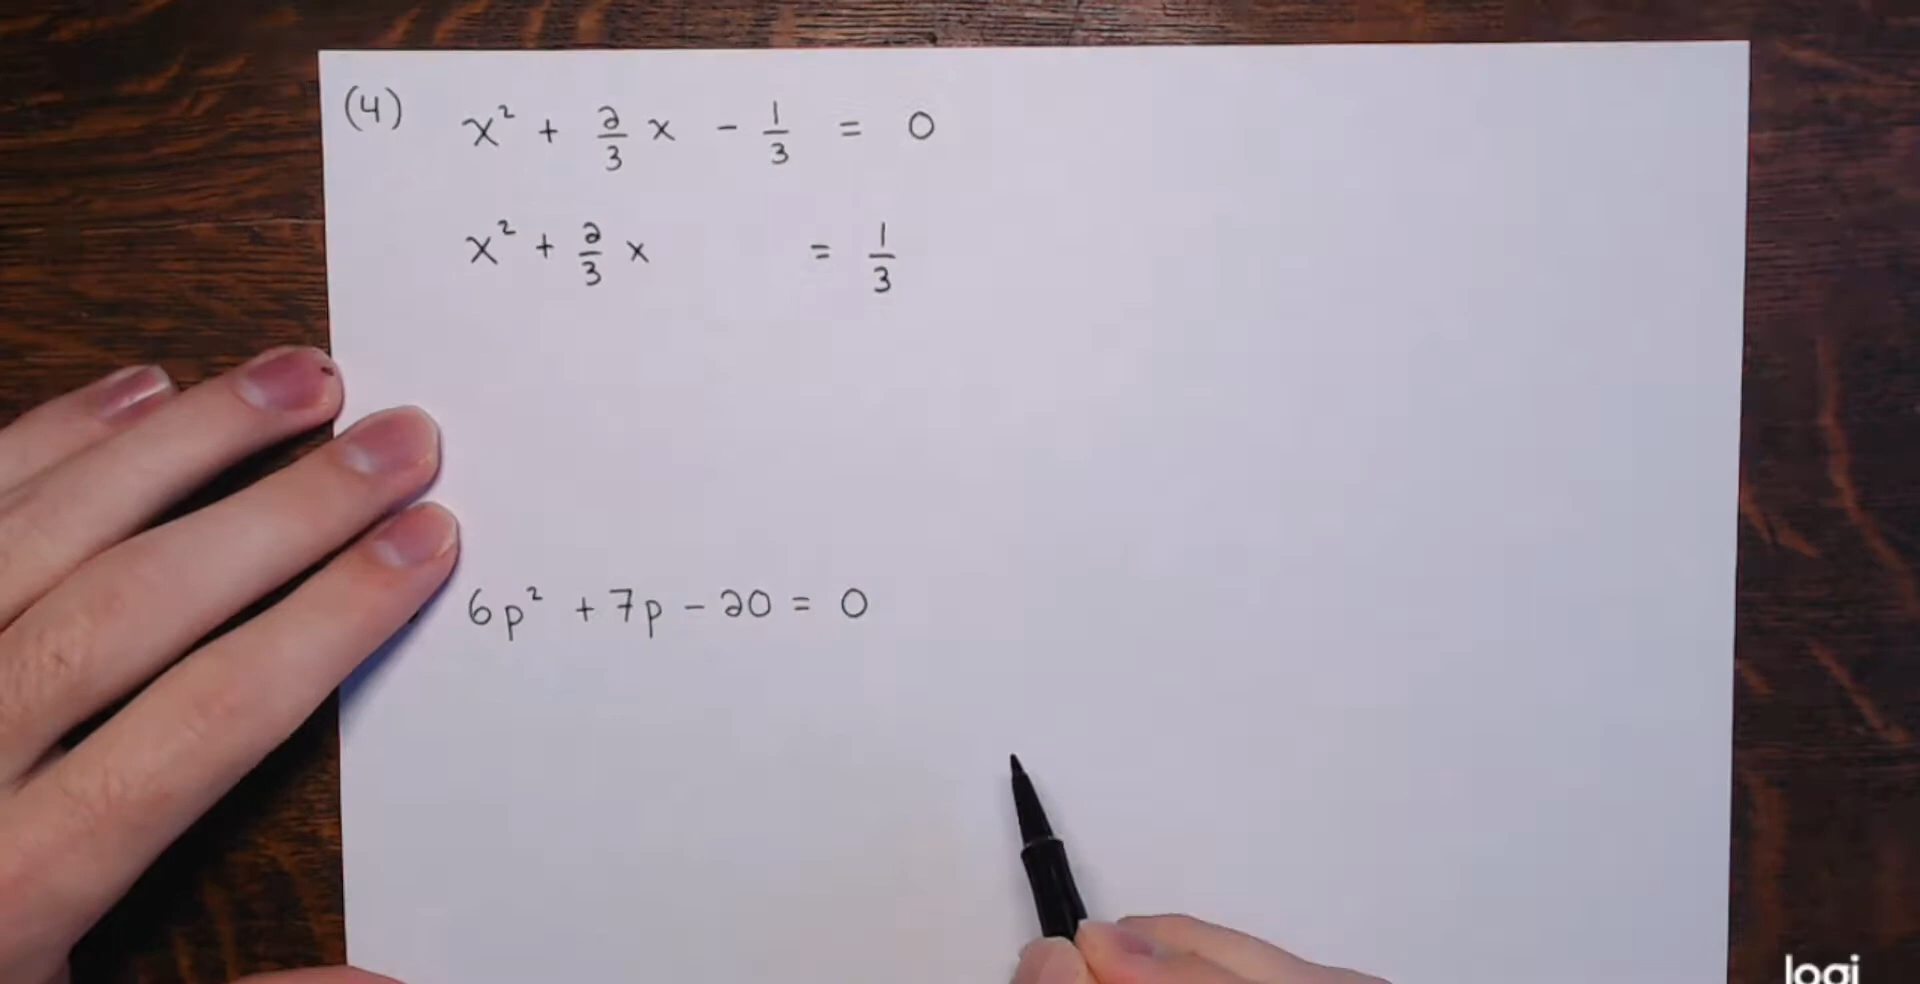 (4) x² + 2/3 x - 1/3 = 0
x² + 2/3 x = 1/3
6p² + 7p - 20 = 0
logi